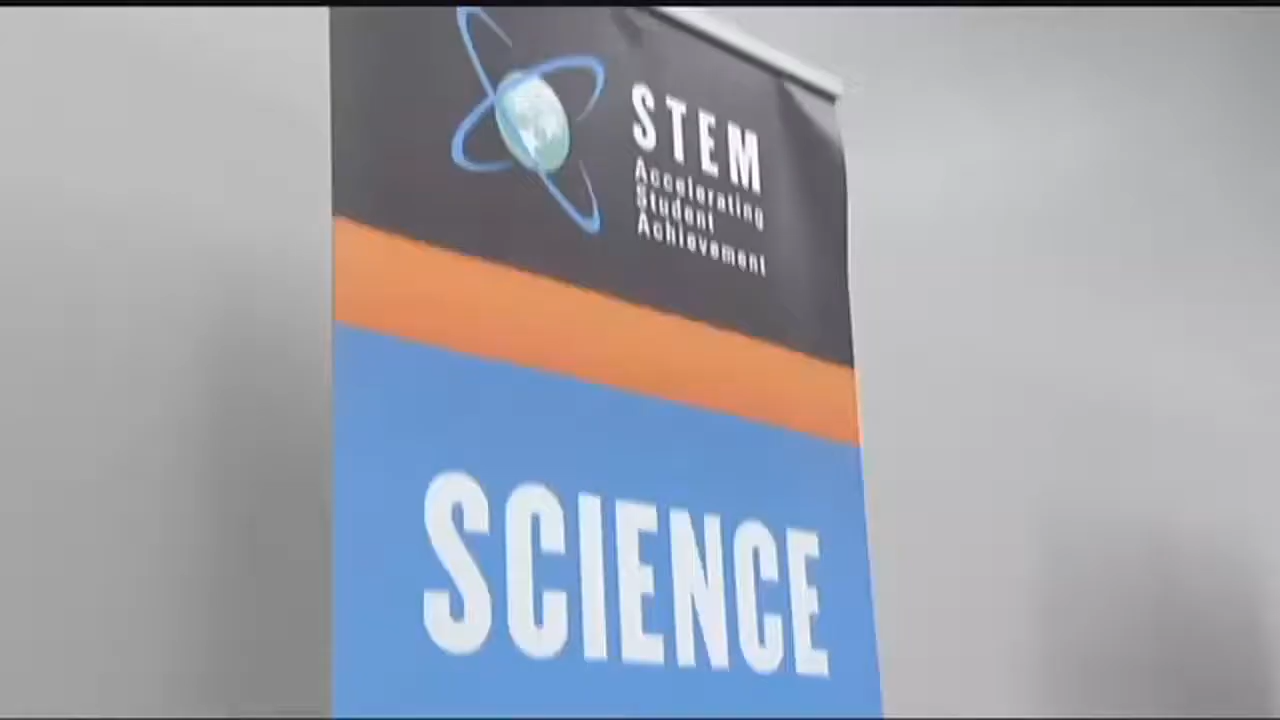 STEM
Accelerating
Student
Achievement
SCIENCE